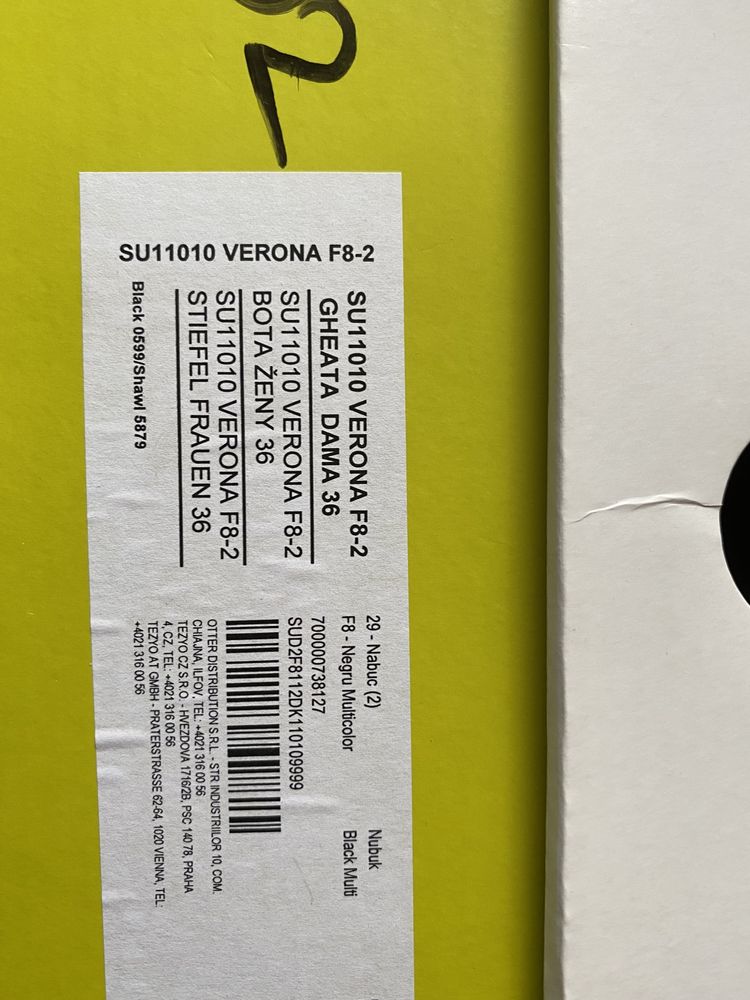 2
SU11010 VERONA F8-2
SU11010 VERONA F8-2
GHEATA DAMA 36
SU11010 VERONA F8-2
BOTA ŽENY 36
SU11010 VERONA F8-2
STIEFEL FRAUEN 36
Black 0599/Shawl 5879
29 - Nabuc (2) Nubuk
F8 - Negru Multicolor Black Multi
700000738127
SUD2F8112DK110109999
OTTER DISTRIBUTION S.R.L. - STR INDUSTRIILOR 10, COM.
CHIAJNA, ILFOV, TEL: +4021 316 00 56
TEZYO CZ S.R.O. - HVEZDOVA 1716/2B, PSC 140 78, PRAHA
4, CZ, TEL: +4021 316 00 56
TEZYO AT GMBH - PRATERSTRASSE 62-64, 1020 VIENNA, TEL:
+4021 316 00 56